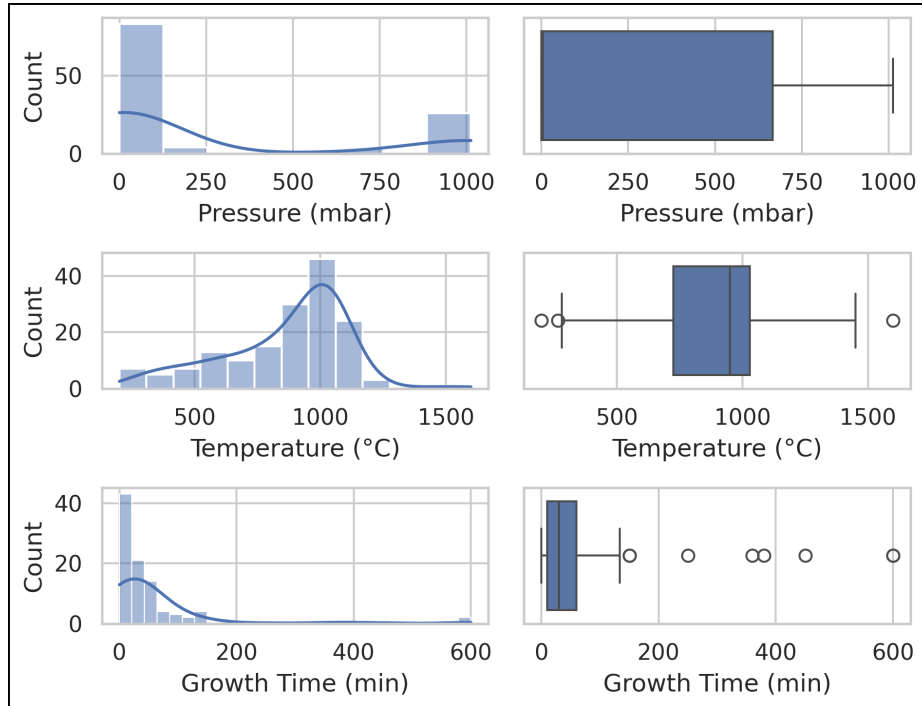 Count
50
0
0 250 500 750 1000
Pressure (mbar)
0 250 500 750 1000
Pressure (mbar)
Count
40
20
0
500 1000 1500
Temperature (°C)
500 1000 1500
Temperature (°C)
Count
40
20
0
0 200 400 600
Growth Time (min)
0 200 400 600
Growth Time (min)